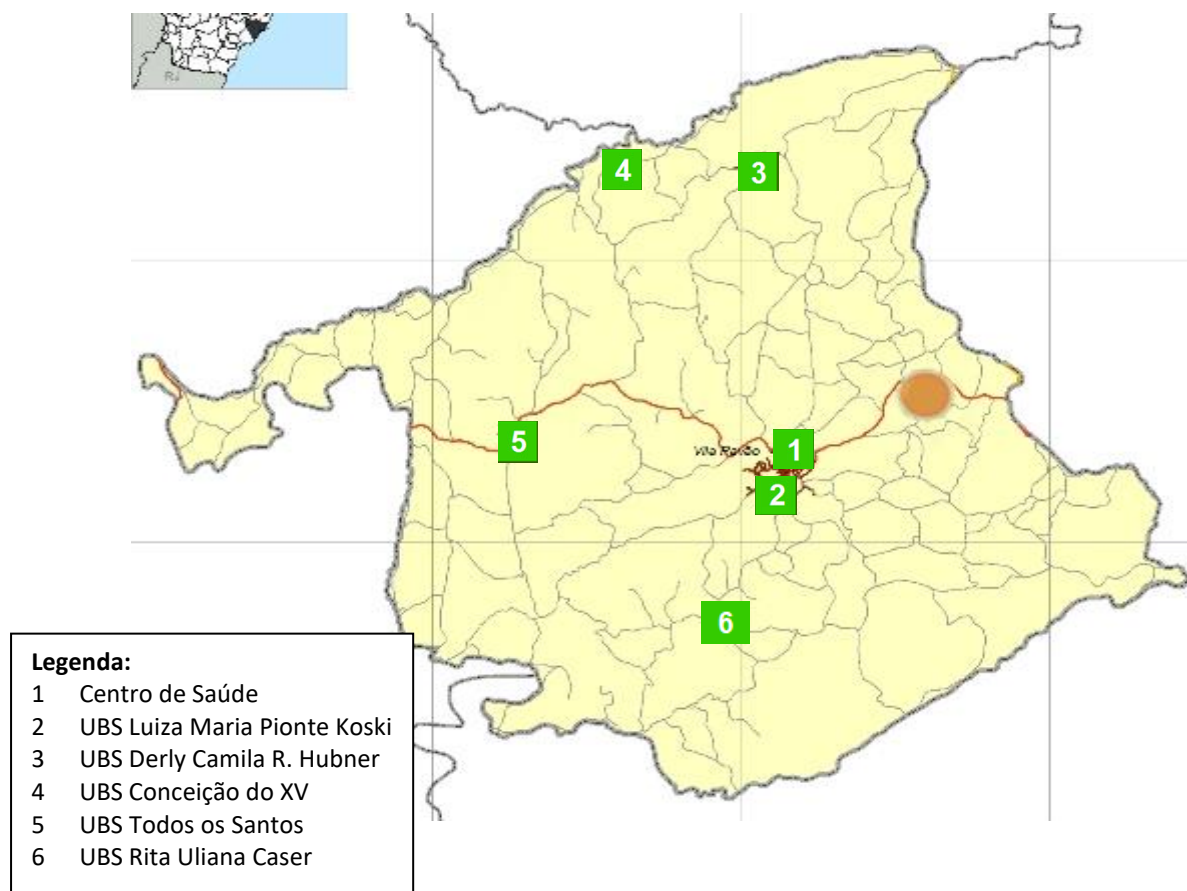 RJ
4
3
5
Vila Pavão
1
2
6
Legenda:
1 Centro de Saúde
2 UBS Luiza Maria Pionte Koski
3 UBS Derly Camila R. Hubner
4 UBS Conceição do XV
5 UBS Todos os Santos
6 UBS Rita Uliana Caser